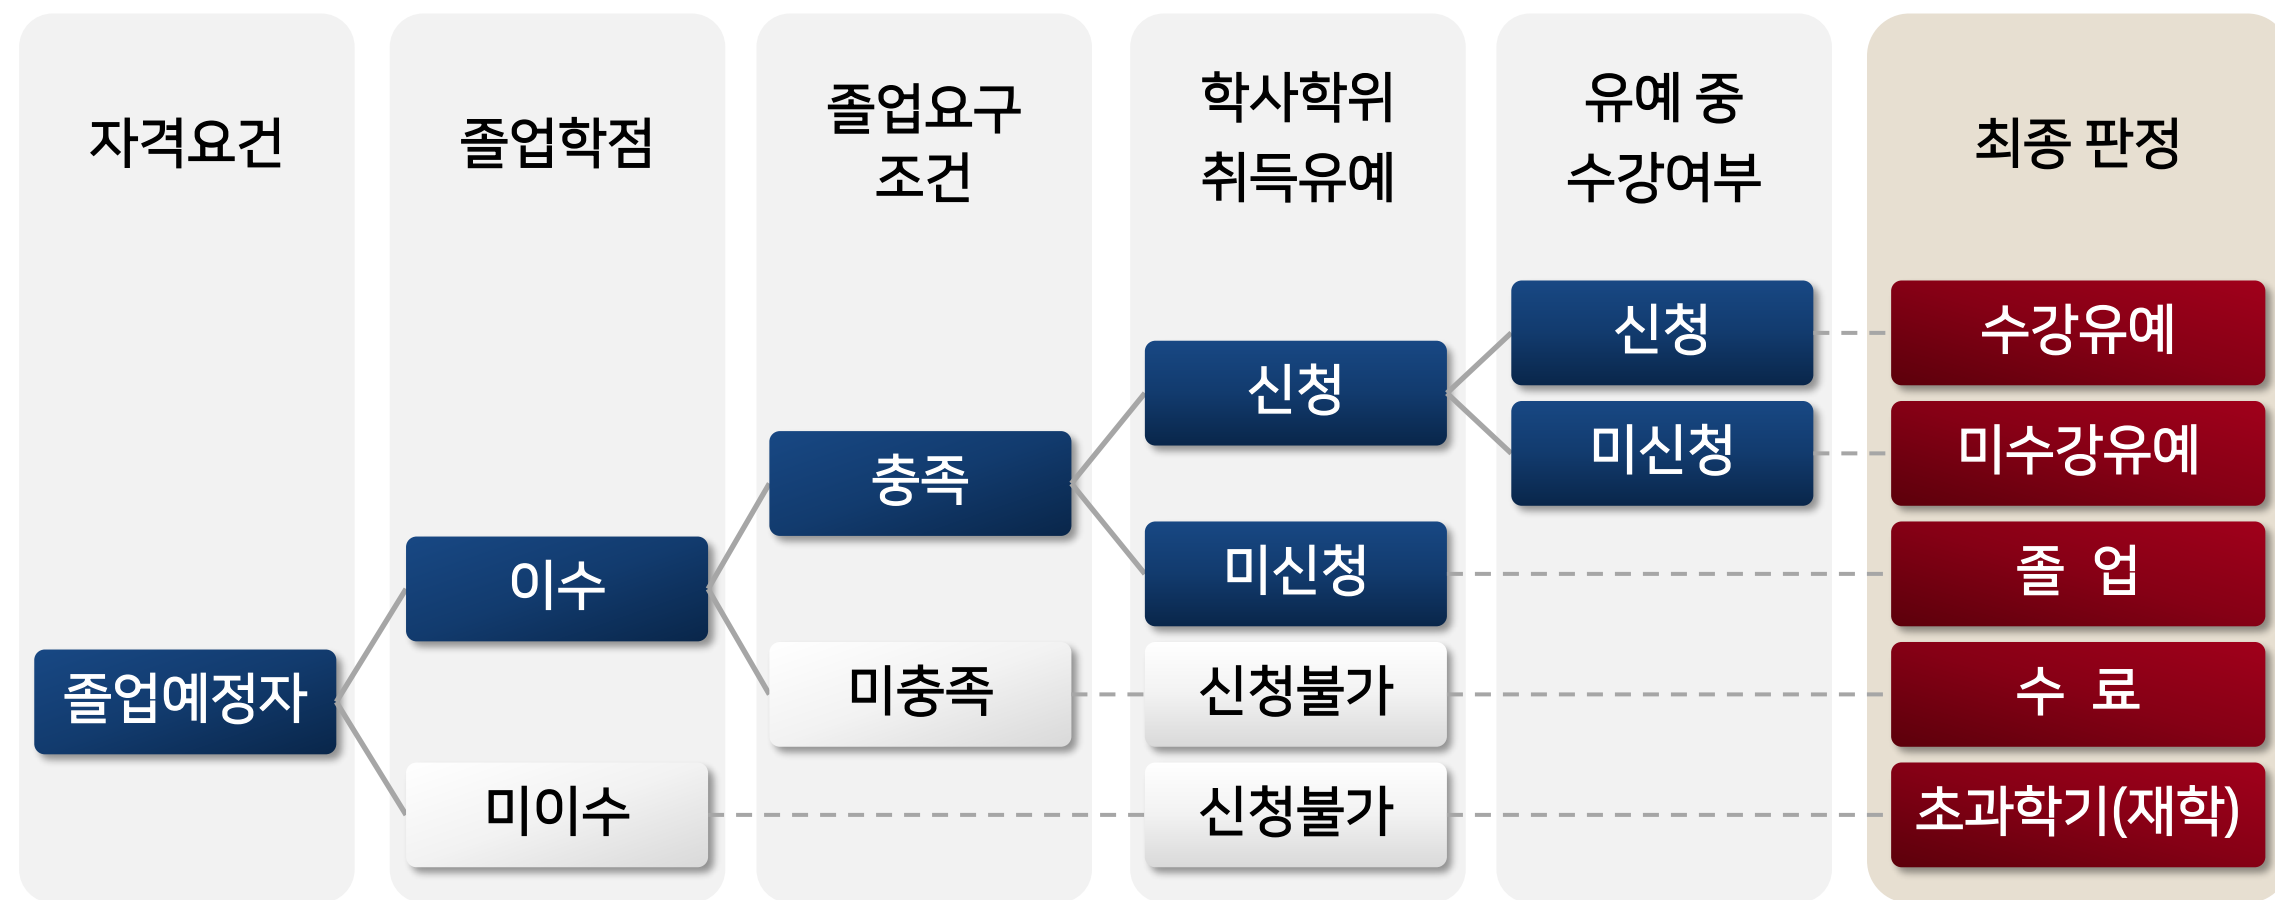 자격요건
졸업학점
졸업요구
조건
학사학위
취득유예
유예 중
수강여부
최종 판정
졸업예정자
이수
미이수
충족
미충족
신청
미신청
신청불가
신청불가
신청
미신청
수강유예
미수강유예
졸 업
수 료
초과학기(재학)